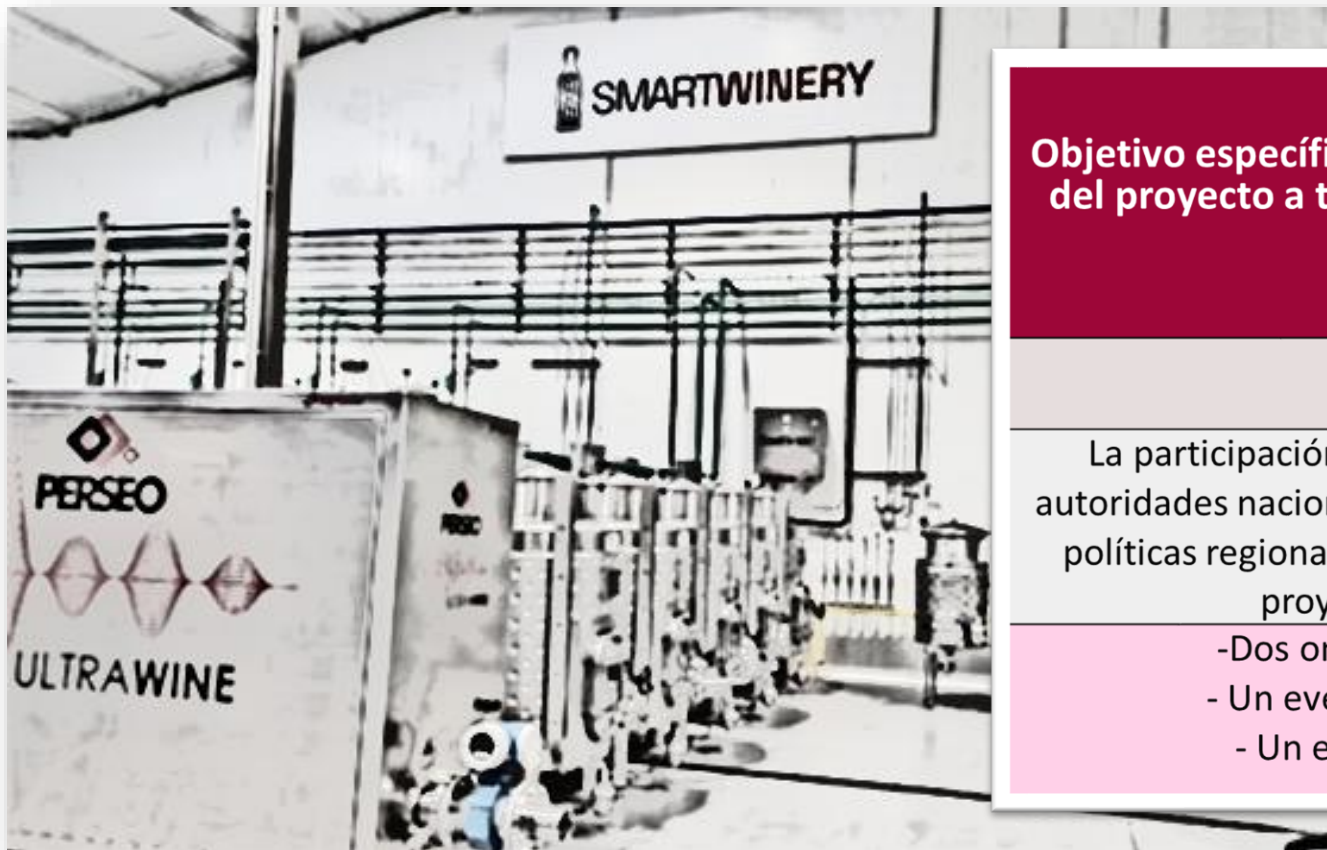 SMARTWINERY
PERSEO
ULTRAWINE
Objetivo específi
del proyecto a t
La participación
autoridades nacion
políticas regiona
proy
-Dos or
- Un eve
- Un e